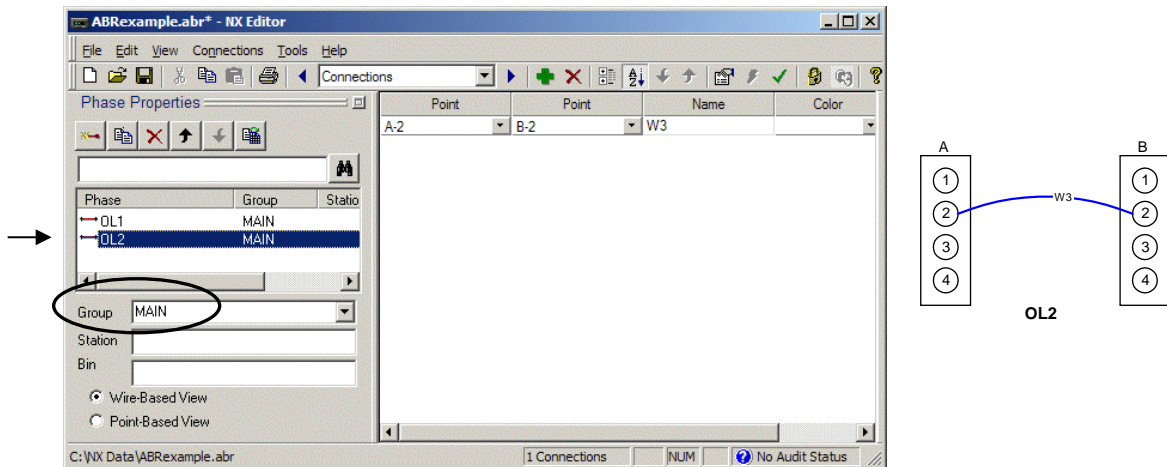 ABRexample.abr* - NX Editor
File Edit View Connections Tools Help
Connections
Phase Properties
Phase Group Statio
OL1 MAIN
OL2 MAIN
Group MAIN
Station
Bin
Wire-Based View
Point-Based View
Point Point Name Color
A-2 B-2 W3
C:\NX Data\ABRexample.abr 1 Connections NUM No Audit Status
A B
1 1
2 W3 2
3 3
4 4
OL2